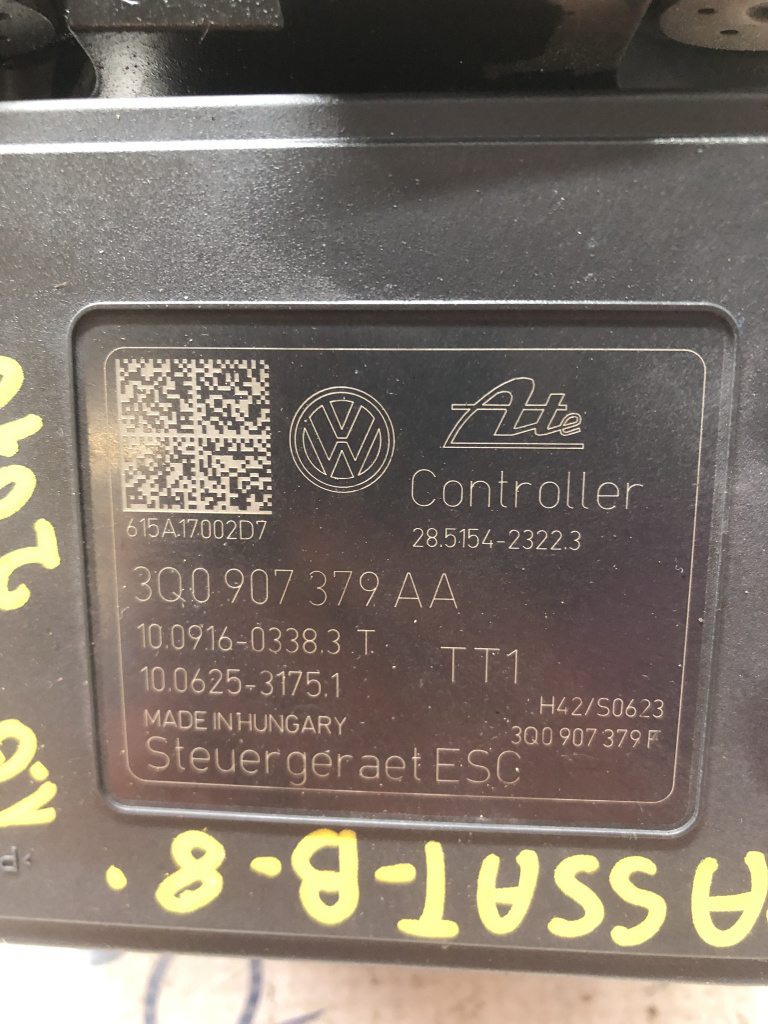 Ate
Controller
28.5154-2322.3
615A17002D7
3Q0 907 379 AA
10.0916-0338.3 T
10.0625-3175.1
TT1
H42/S0623
MADE IN HUNGARY
3Q0 907 379 F
Steuergeraet ESC
PASSAT-B-8.